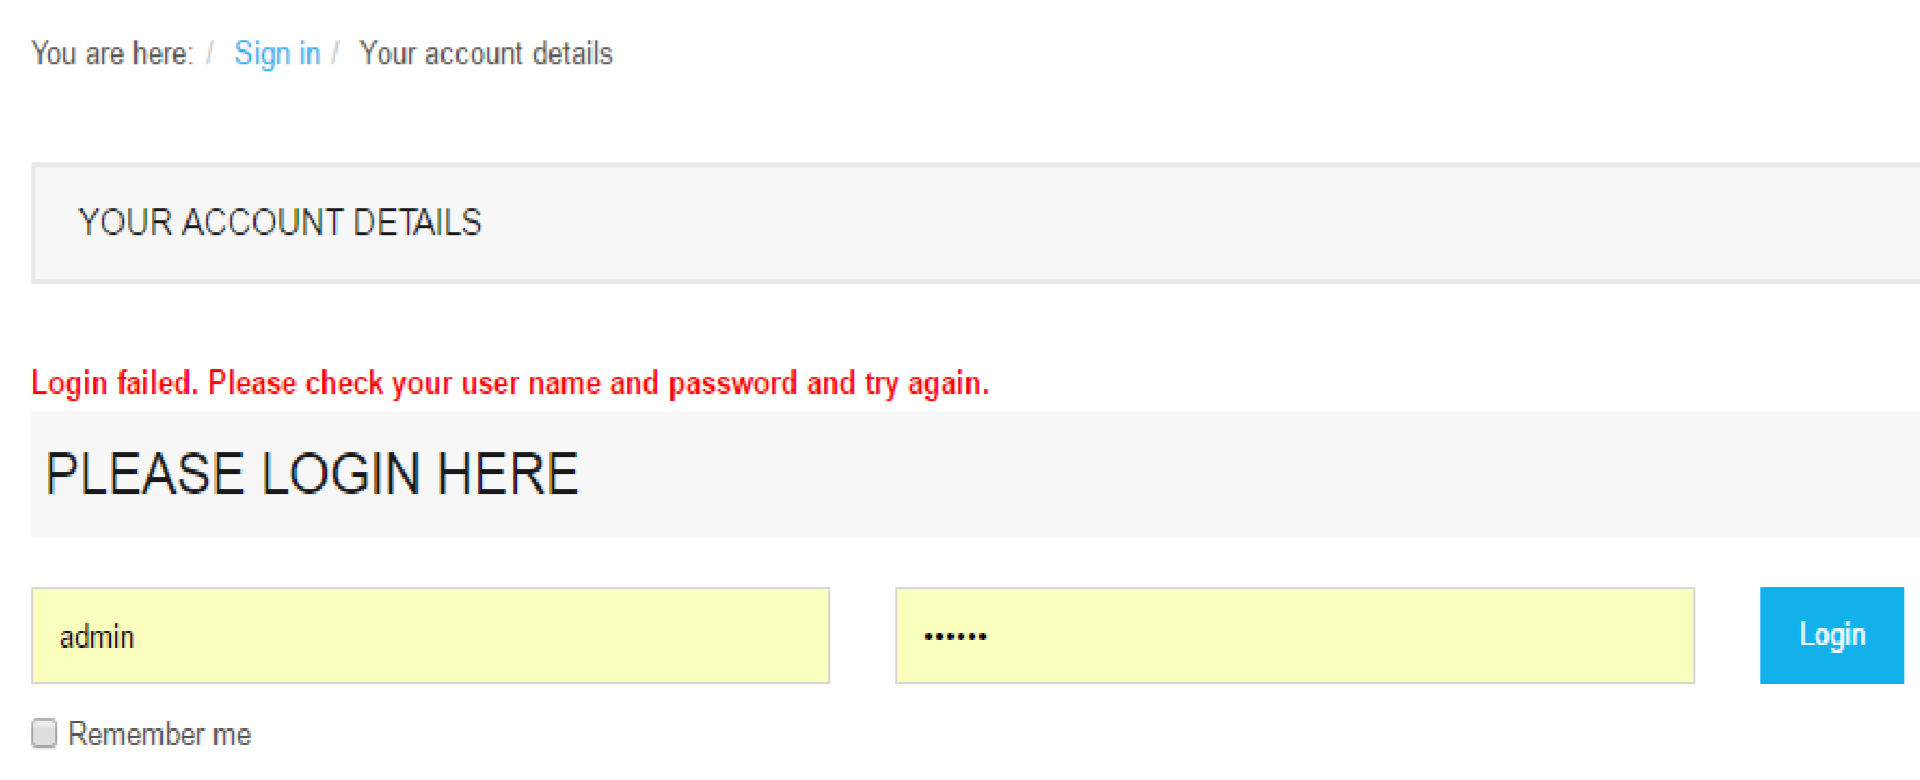 You are here: / Sign in / Your account details
YOUR ACCOUNT DETAILS
Login failed. Please check your user name and password and try again.
PLEASE LOGIN HERE
admin •••••• Login
Remember me